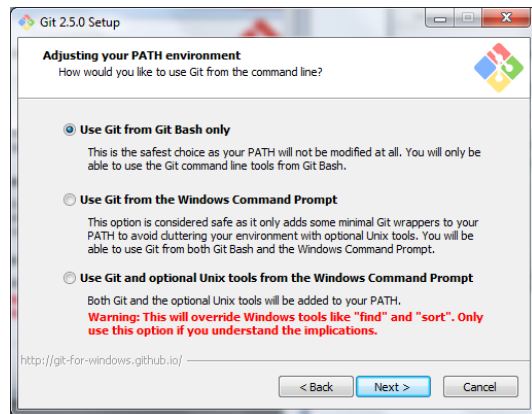 Git 2.5.0 Setup
Adjusting your PATH environment
How would you like to use Git from the command line?
Use Git from Git Bash only
This is the safest choice as your PATH will not be modified at all. You will only be
able to use the Git command line tools from Git Bash.
Use Git from the Windows Command Prompt
This option is considered safe as it only adds some minimal Git wrappers to your
PATH to avoid cluttering your environment with optional Unix tools. You will be
able to use Git from both Git Bash and the Windows Command Prompt.
Use Git and optional Unix tools from the Windows Command Prompt
Both Git and the optional Unix tools will be added to your PATH.
Warning: This will override Windows tools like "find" and "sort". Only
use this option if you understand the implications.
http://git-for-windows.github.io/
< Back Next > Cancel